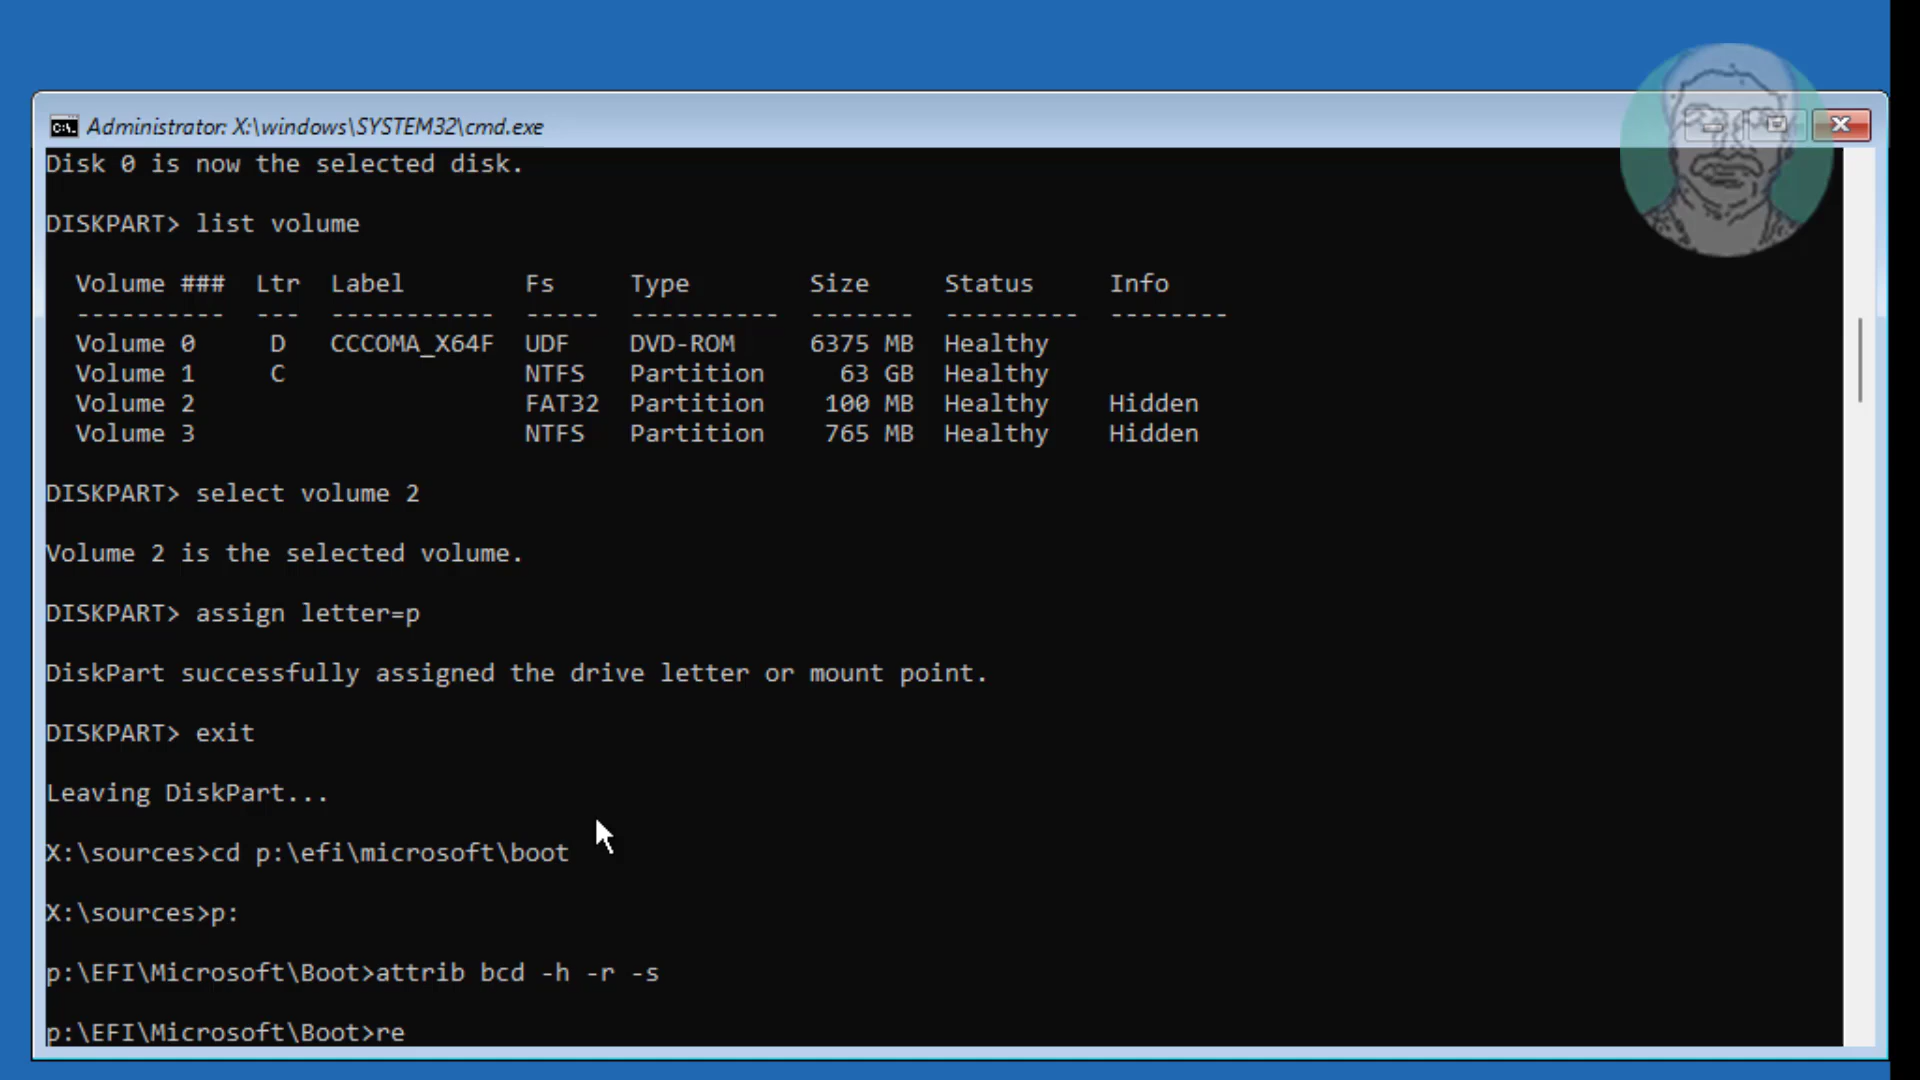 Administrator: X:\windows\SYSTEM32\cmd.exe
Disk 0 is now the selected disk.
DISKPART> list volume
Volume ### Ltr Label Fs Type Size Status Info
---------- --- ----------- ----- ---------- ------- --------- --------
Volume 0 D CCCOMA_X64F UDF DVD-ROM 6375 MB Healthy
Volume 1 C NTFS Partition 63 GB Healthy
Volume 2 FAT32 Partition 100 MB Healthy Hidden
Volume 3 NTFS Partition 765 MB Healthy Hidden
DISKPART> select volume 2
Volume 2 is the selected volume.
DISKPART> assign letter=p
DiskPart successfully assigned the drive letter or mount point.
DISKPART> exit
Leaving DiskPart...
X:\sources>cd p:\efi\microsoft\boot
X:\sources>p:
p:\EFI\Microsoft\Boot>attrib bcd -h -r -s
p:\EFI\Microsoft\Boot>re